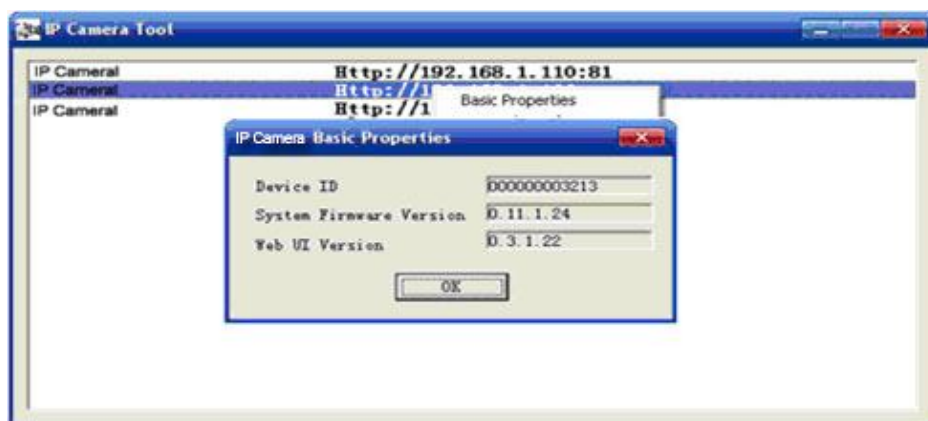 IP Camera Tool
IP Cameral Http://192.168.1.110:81
IP Cameral Http://1
Basic Properties
IP Cameral Http://1
IP Camera Basic Properties
Device ID 000000003213
System Firmware Version 0.11.1.24
Web UI Version 0.3.1.22
OK